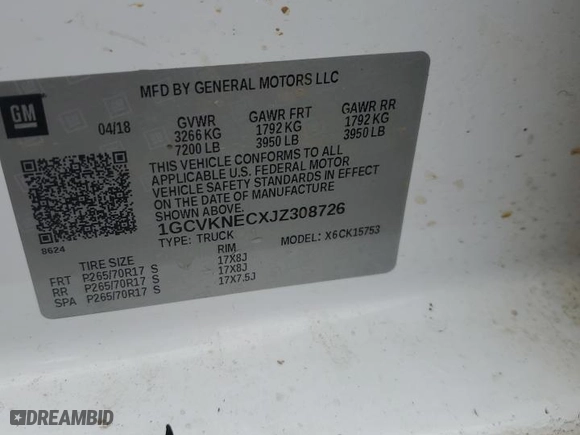 GM
MFD BY GENERAL MOTORS LLC
04/18
GVWR GAWR FRT GAWR RR
3266 KG 1792 KG 1792 KG
7200 LB 3950 LB 3950 LB
THIS VEHICLE CONFORMS TO ALL
APPLICABLE U.S. FEDERAL MOTOR
VEHICLE SAFETY STANDARDS IN EFFECT
ON THE DATE OF MANUFACTURE
SHOWN ABOVE.
1GCVKNECXJZ308726
8624
TYPE: TRUCK MODEL: X6CK15753
TIRE SIZE RIM
FRT P265/70R17 S 17X8J
RR P265/70R17 S 17X8J
SPA P265/70R17 S 17X7.5J
DREAMBID